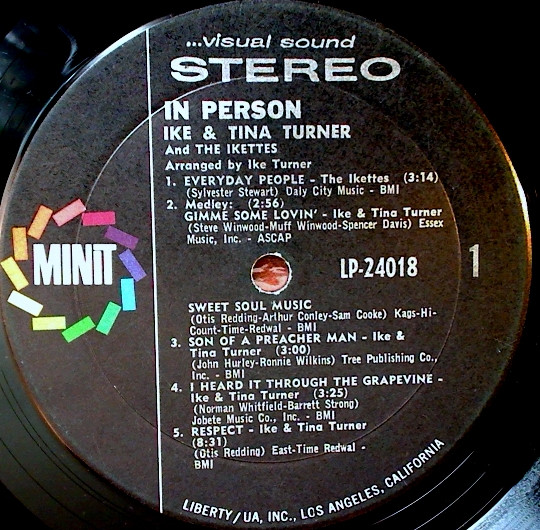 ...visual sound
STEREO
IN PERSON
IKE & TINA TURNER
And THE IKETTES
Arranged by Ike Turner
1. EVERYDAY PEOPLE - The Ikettes (3:14)
(Sylvester Stewart) Daly City Music - BMI
2. Medley: (2:56)
GIMME SOME LOVIN' - Ike & Tina Turner
(Steve Winwood-Muff Winwood-Spencer Davis) Essex
Music, Inc. - ASCAP
MINIT
LP-24018
1
SWEET SOUL MUSIC
(Otis Redding-Arthur Conley-Sam Cooke) Kags-Hi-
Count-Time-Redwal - BMI
3. SON OF A PREACHER MAN - Ike &
Tina Turner (3:00)
(John Hurley-Ronnie Wilkins) Tree Publishing Co.,
Inc. - BMI
4. I HEARD IT THROUGH THE GRAPEVINE -
Ike & Tina Turner (3:25)
(Norman Whitfield-Barrett Strong)
Jobete Music Co., Inc. - BMI
5. RESPECT - Ike & Tina Turner
(8:31)
(Otis Redding) East-Time Redwal -
BMI
LIBERTY/UA, INC., LOS ANGELES, CALIFORNIA